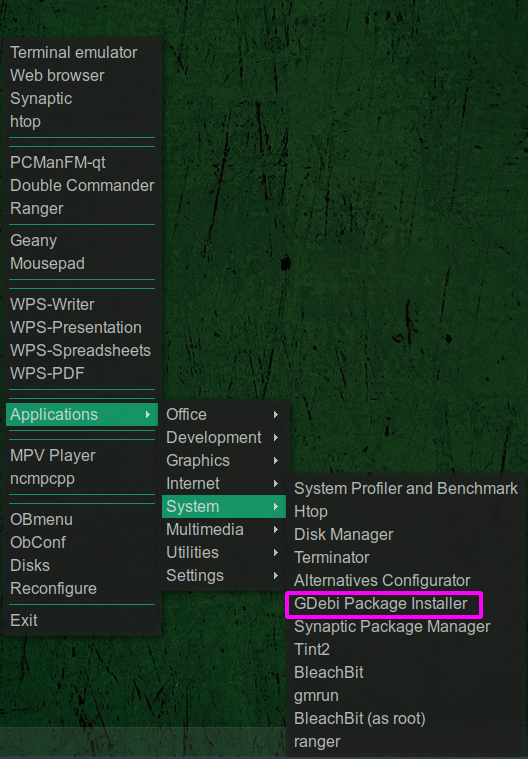 Terminal emulator
Web browser
Synaptic
htop
PCManFM-qt
Double Commander
Ranger
Geany
Mousepad
WPS-Writer
WPS-Presentation
WPS-Spreadsheets
WPS-PDF
Applications
MPV Player
ncmpcpp
OBmenu
ObConf
Disks
Reconfigure
Exit
Office
Development
Graphics
Internet
System
Multimedia
Utilities
Settings
System Profiler and Benchmark
Htop
Disk Manager
Terminator
Alternatives Configurator
GDebi Package Installer
Synaptic Package Manager
Tint2
BleachBit
gmrun
BleachBit (as root)
ranger